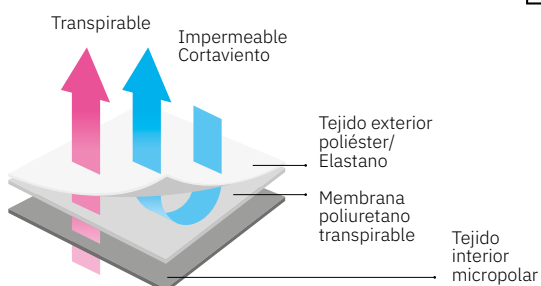 Transpirable
Impermeable
Cortaviento
Tejido exterior
poliéster/
Elastano
Membrana
poliuretano
transpirable
Tejido
interior
micropolar